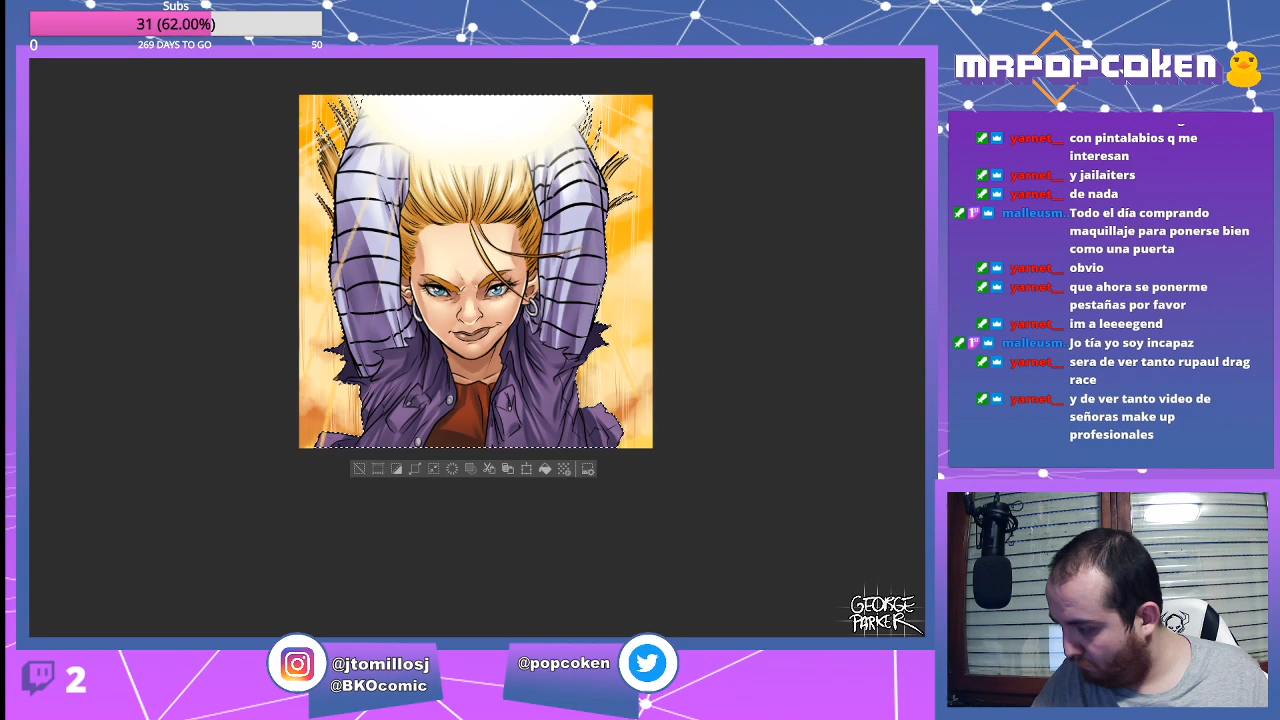 Subs
31 (62.00%)
0
269 DAYS TO GO
50
MRPOPCOKEN
yarnet__ con pintalabios q me
interesan
yarnet__ y jailaiters
yarnet__ de nada
1st malleusm.. Todo el día comprando
maquillaje para ponerse bien
como una puerta
yarnet__ obvio
yarnet__ que ahora se ponerme
pestañas por favor
yarnet__ im a leeeegend
1st malleusm.. Jo tía yo soy incapaz
yarnet__ sera de ver tanto rupaul drag
race
yarnet__ y de ver tanto video de
señoras make up
profesionales
GEORGE
PARKER
2
@jtomillosj
@BKOcomic
@popcoken